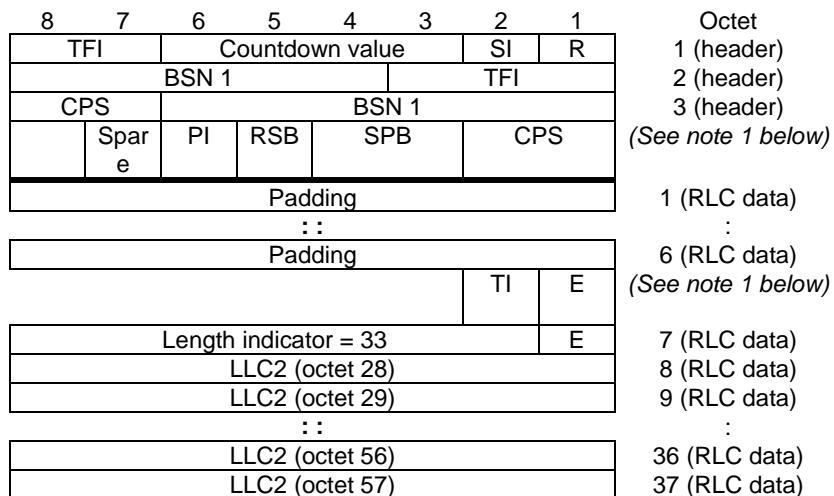 8 7 6 5 4 3 2 1 Octet
TFI Countdown value SI R 1 (header)
BSN 1 TFI 2 (header)
CPS BSN 1 3 (header)
Spar PI RSB SPB CPS (See note 1 below)
e
Padding 1 (RLC data)
: : :
Padding 6 (RLC data)
TI E (See note 1 below)
Length indicator = 33 E 7 (RLC data)
LLC2 (octet 28) 8 (RLC data)
LLC2 (octet 29) 9 (RLC data)
: : :
LLC2 (octet 56) 36 (RLC data)
LLC2 (octet 57) 37 (RLC data)